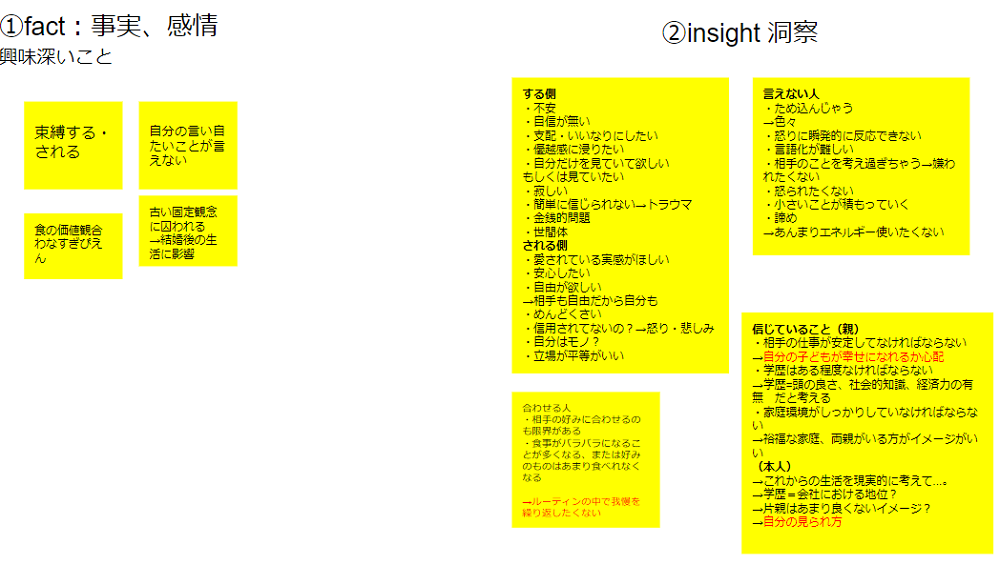 ①fact：事実、感情
興味深いこと
束縛する・
される
自分の言い自
たいことが言
えない
食の価値観合
わなすぎぴえ
ん
古い固定観念
に囚われる
→結婚後の生
活に影響
②insight 洞察
する側
・不安
・自信が無い
・支配・いいなりにしたい
・優越感に浸りたい
・自分だけを見ていて欲しい
もしくは見ていたい
・寂しい
・簡単に信じられない→トラウマ
・金銭的問題
・世間体
される側
・愛されている実感がほしい
・安心したい
・自由が欲しい
→相手も自由だから自分も
・めんどくさい
・信用されてないの？→怒り・悲しみ
・自分はモノ？
・立場が平等がいい
言えない人
・ため込んじゃう
→色々
・怒りに瞬発的に反応できない
・言語化が難しい
・相手のことを考え過ぎちゃう→嫌わ
れたくない
・怒られたくない
・小さいことが積もっていく
・諦め
→あんまりエネルギー使いたくない
合わせる人
・相手の好みに合わせるの
も限界がある
・食事がバラバラになるこ
とが多くなる、または好み
のものはあまり食べれなく
なる
→ルーティンの中で我慢を
繰り返したくない
信じていること（親）
・相手の仕事が安定してなければならない
→自分の子どもが幸せになれるか心配
・学歴はある程度なければならない
→学歴=頭の良さ、社会的知識、経済力の有
無　だと考える
・家庭環境がしっかりしていなければならな
い
→裕福な家庭、両親がいる方がイメージがい
い
（本人）
→これからの生活を現実的に考えて...。
→学歴＝会社における地位？
→片親はあまり良くないイメージ？
→自分の見られ方